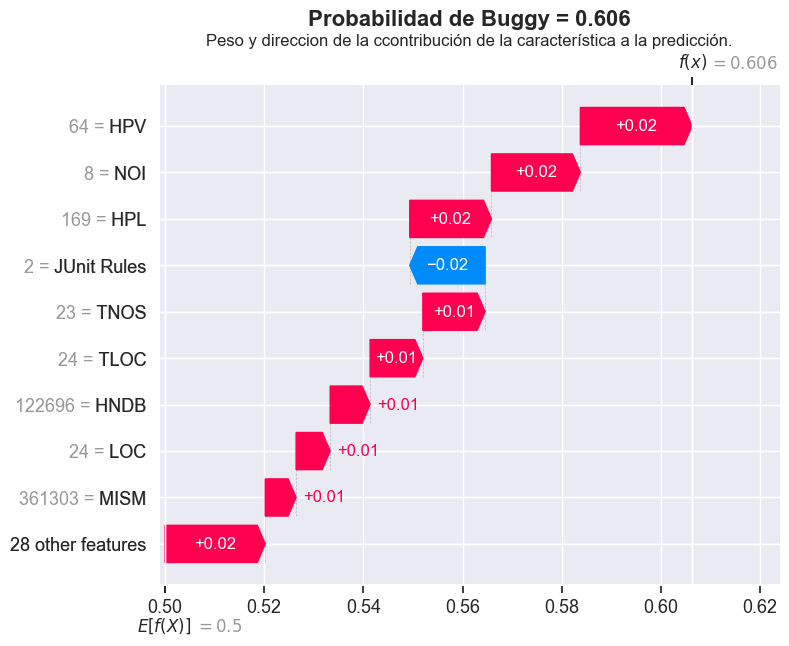 Probabilidad de Buggy = 0.606
Peso y direccion de la ccontribución de la característica a la predicción.
f(x) = 0.606
64 = HPV +0.02
8 = NOI +0.02
169 = HPL +0.02
2 = JUnit Rules −0.02
23 = TNOS +0.01
24 = TLOC +0.01
122696 = HNDB +0.01
24 = LOC +0.01
361303 = MISM +0.01
28 other features +0.02
0.50 0.52 0.54 0.56 0.58 0.60 0.62
E[f(X)] = 0.5